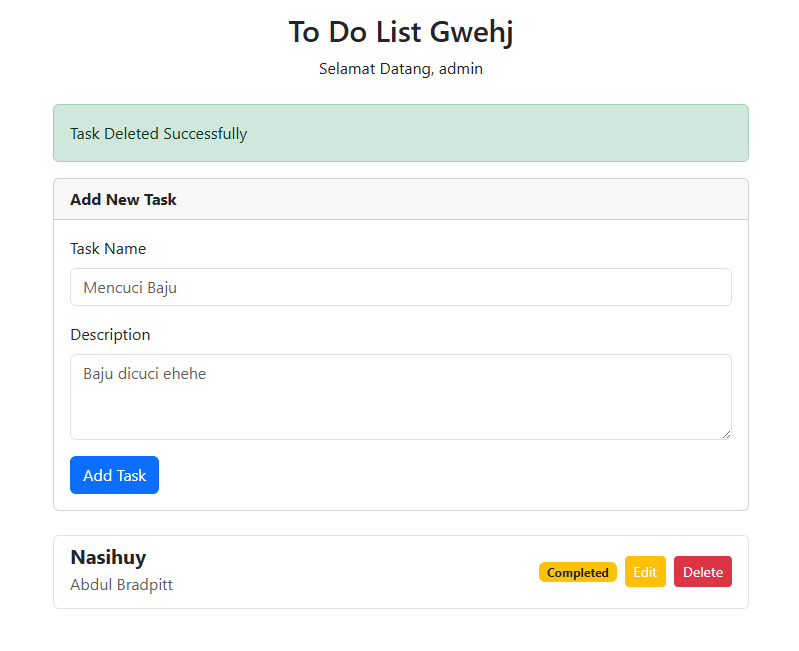 To Do List Gwehj
Selamat Datang, admin
Task Deleted Successfully
Add New Task
Task Name
Mencuci Baju
Description
Baju dicuci ehehe
Add Task
Nasihuy
Abdul Bradpitt
Completed
Edit
Delete